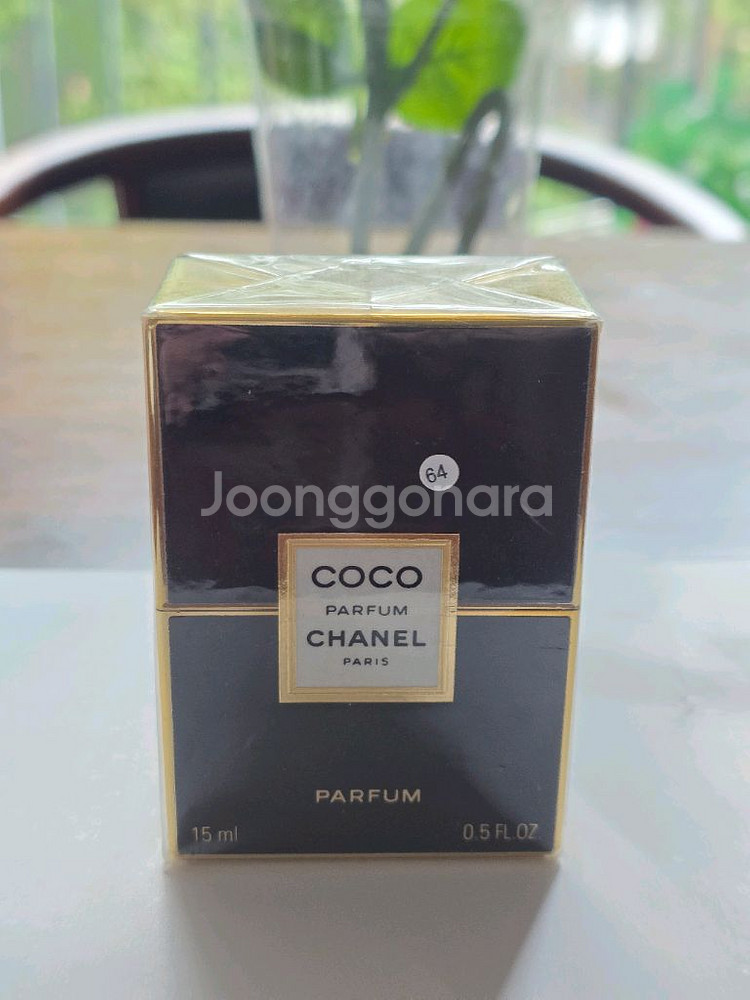 64
Joonggonara
COCO
PARFUM
CHANEL
PARIS
PARFUM
15 ml 0.5 FL.OZ